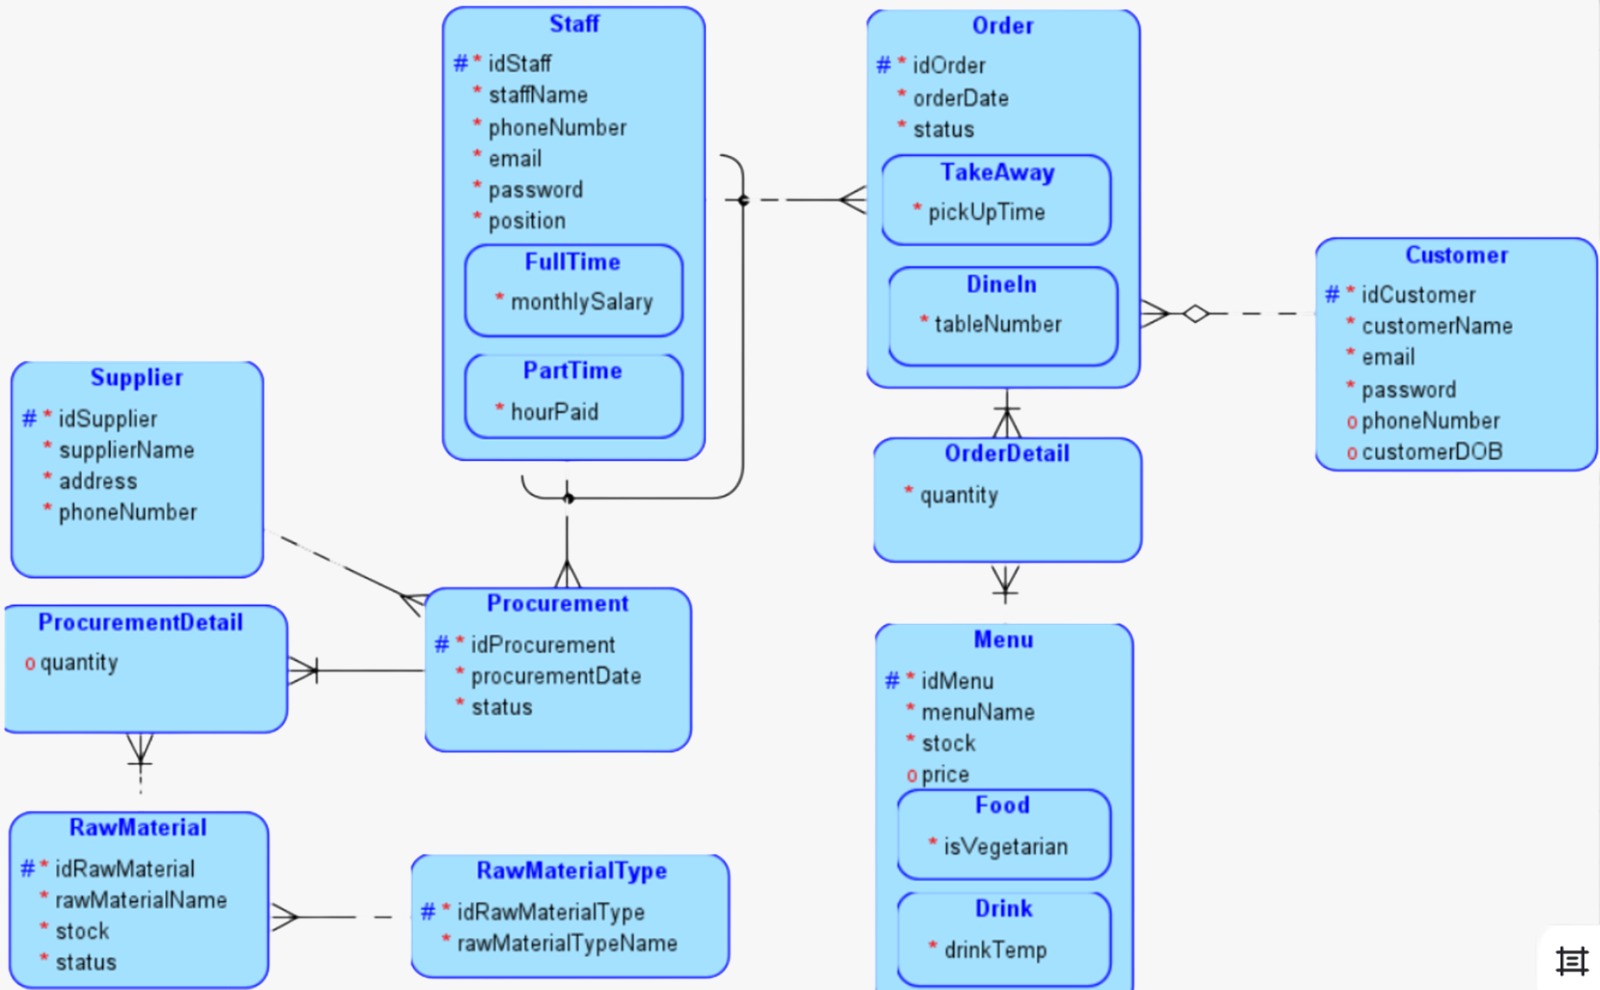 Staff
# * idStaff
* staffName
* phoneNumber
* email
* password
* position
FullTime
* monthlySalary
PartTime
* hourPaid
Order
# * idOrder
* orderDate
* status
TakeAway
* pickUpTime
DineIn
* tableNumber
Customer
# * idCustomer
* customerName
* email
* password
o phoneNumber
o customerDOB
Supplier
# * idSupplier
* supplierName
* address
* phoneNumber
OrderDetail
* quantity
ProcurementDetail
o quantity
Procurement
# * idProcurement
* procurementDate
* status
Menu
# * idMenu
* menuName
* stock
o price
Food
* isVegetarian
Drink
* drinkTemp
RawMaterial
# * idRawMaterial
* rawMaterialName
* stock
* status
RawMaterialType
# * idRawMaterialType
* rawMaterialTypeName